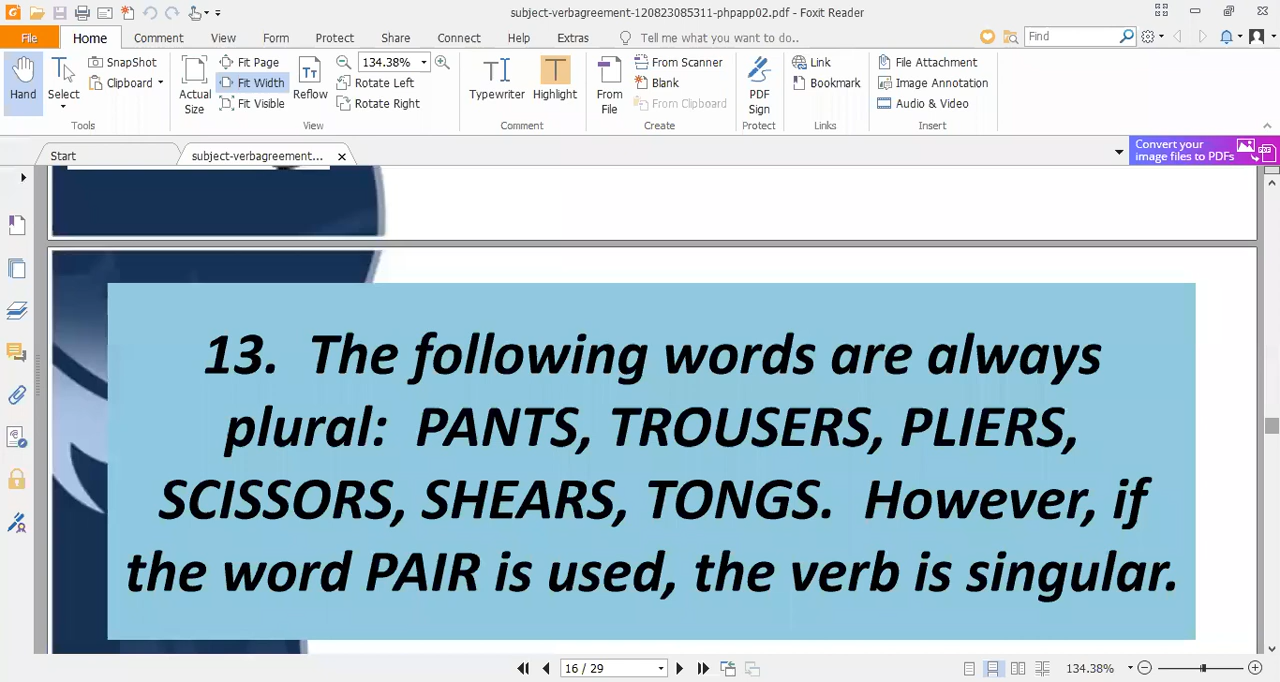 subject-verbagreement-120823085311-phpapp02.pdf - Foxit Reader
File Home Comment View Form Protect Share Connect Help Extras Tell me what you want to do.. Find
Hand Select SnapShot Clipboard Actual Size Fit Page Fit Width Fit Visible Reflow 134.38% Rotate Left Rotate Right Typewriter Highlight From File From Scanner Blank From Clipboard PDF Sign Link Bookmark File Attachment Image Annotation Audio & Video
Tools View Comment Create Protect Links Insert
Start subject-verbagreement... Convert your
image files to PDFs
13. The following words are always
plural: PANTS, TROUSERS, PLIERS,
SCISSORS, SHEARS, TONGS. However, if
the word PAIR is used, the verb is singular.
16 / 29 134.38%